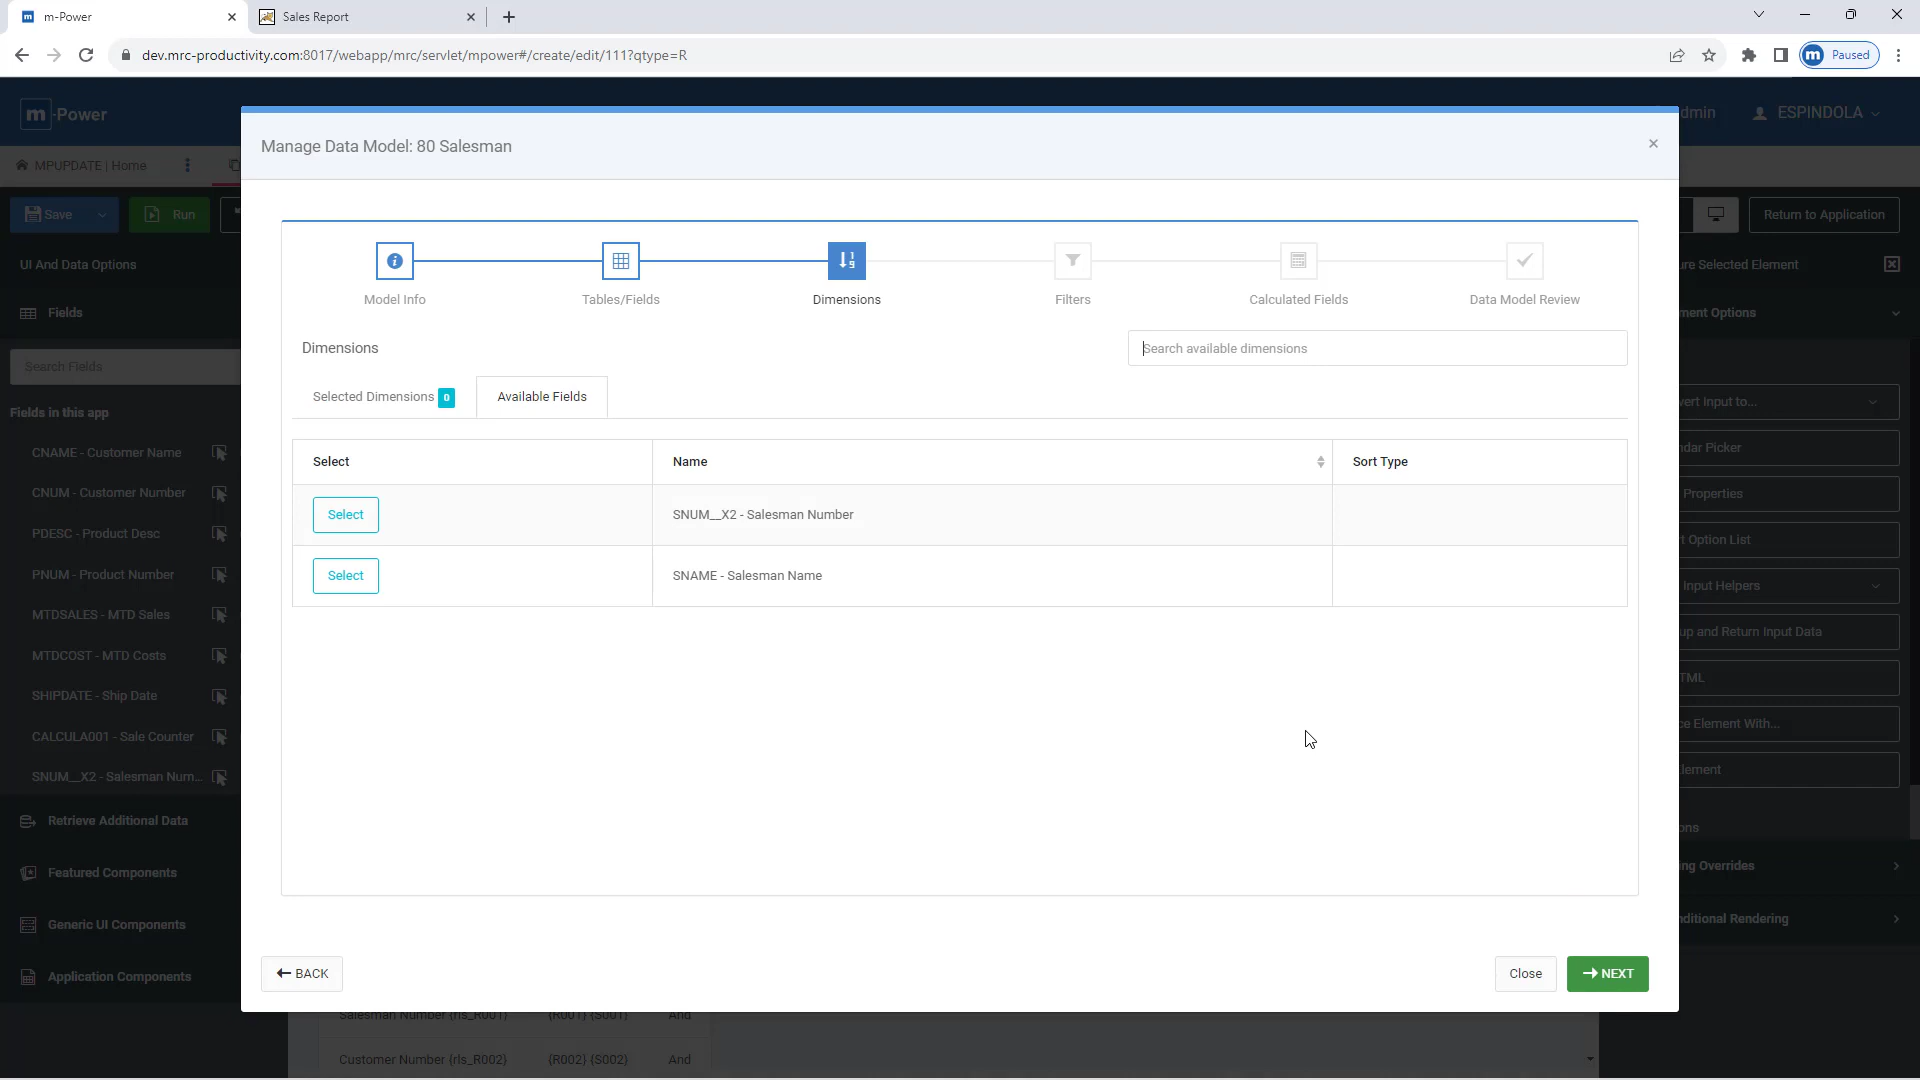 m-Power
Sales Report
dev.mrc-productivity.com:8017/webapp/mrc/servlet/mpower#/create/edit/111?qtype=R
m
Paused
m-Power
dmin
ESPINDOLA
MPUPDATE | Home
Manage Data Model: 80 Salesman
Save
Run
Return to Application
UI And Data Options
ure Selected Element
Model Info
Tables/Fields
Dimensions
Filters
Calculated Fields
Data Model Review
Fields
ment Options
Dimensions
Search available dimensions
Search Fields
Selected Dimensions 0
Available Fields
vert Input to...
Fields in this app
ndar Picker
Select
Name
Sort Type
CNAME - Customer Name
CNUM - Customer Number
Properties
Select
SNUM__X2 - Salesman Number
PDESC - Product Desc
t Option List
PNUM - Product Number
Select
SNAME - Salesman Name
Input Helpers
MTDSALES - MTD Sales
up and Return Input Data
MTDCOST - MTD Costs
TML
SHIPDATE - Ship Date
ce Element With...
CALCULA001 - Sale Counter
lement
SNUM__X2 - Salesman Num...
Retrieve Additional Data
ons
Featured Components
ng Overrides
Generic UI Components
nditional Rendering
Application Components
BACK
Close
NEXT
Salesman Number {rls_R001}
{R001} {S001}
And
Customer Number {rls_R002}
{R002} {S002}
And